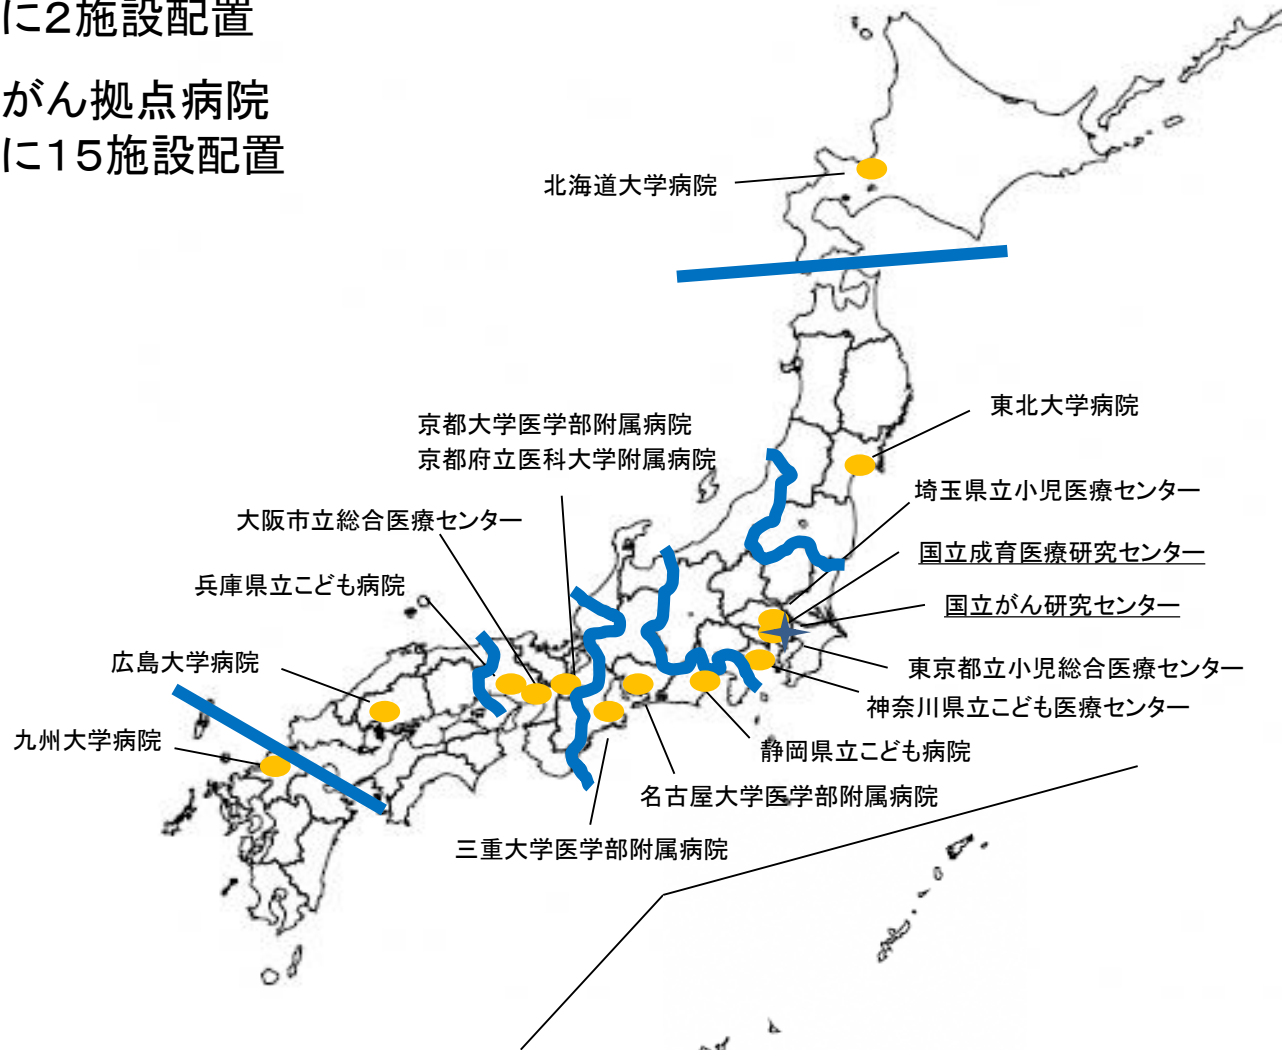 に2施設配置
がん拠点病院
に15施設配置
北海道大学病院
東北大学病院
京都大学医学部附属病院
京都府立医科大学附属病院
埼玉県立小児医療センター
大阪市立総合医療センター
国立成育医療研究センター
兵庫県立こども病院
国立がん研究センター
広島大学病院
東京都立小児総合医療センター
神奈川県立こども医療センター
九州大学病院
静岡県立こども病院
名古屋大学医学部附属病院
三重大学医学部附属病院